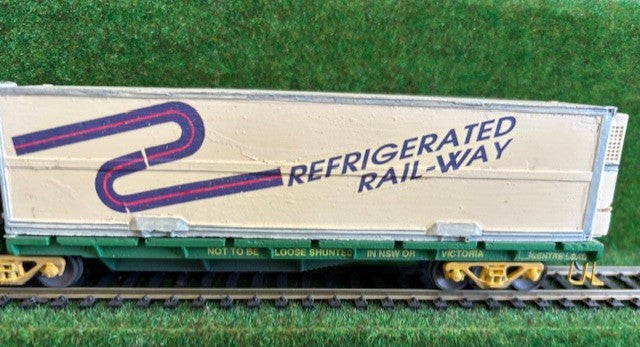 REFRIGERATED
RAIL-WAY
NOT TO BE LOOSE SHUNTED IN NSW OR VICTORIA